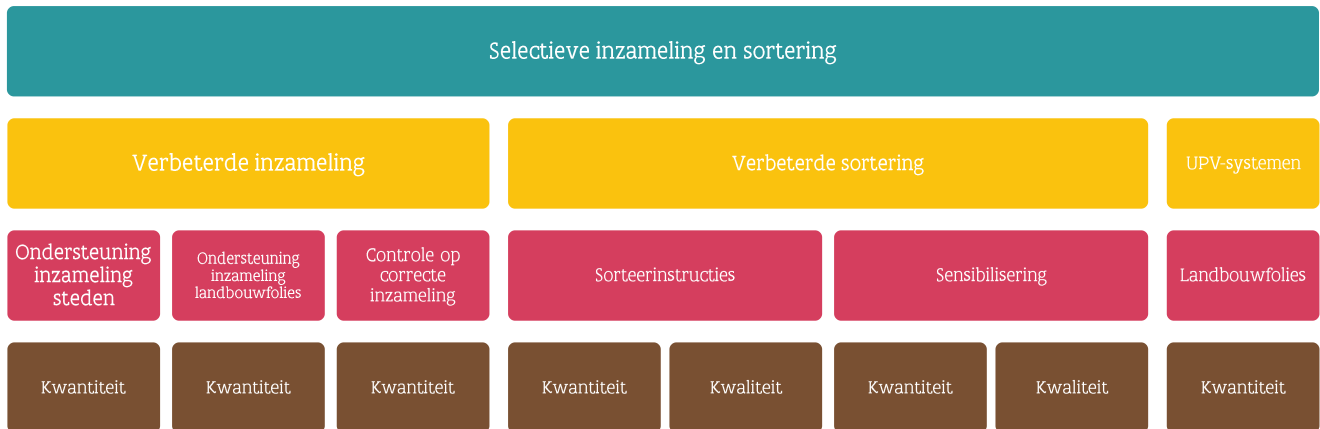 Selectieve inzameling en sortering
Verbeterde inzameling
Verbeterde sortering
UPV-systemen
Ondersteuning
inzameling
steden
Ondersteuning
inzameling
landbouwfolies
Controle op
correcte
inzameling
Sorteerinstructies
Sensibilisering
Landbouwfolies
Kwantiteit
Kwantiteit
Kwantiteit
Kwantiteit
Kwaliteit
Kwantiteit
Kwaliteit
Kwantiteit